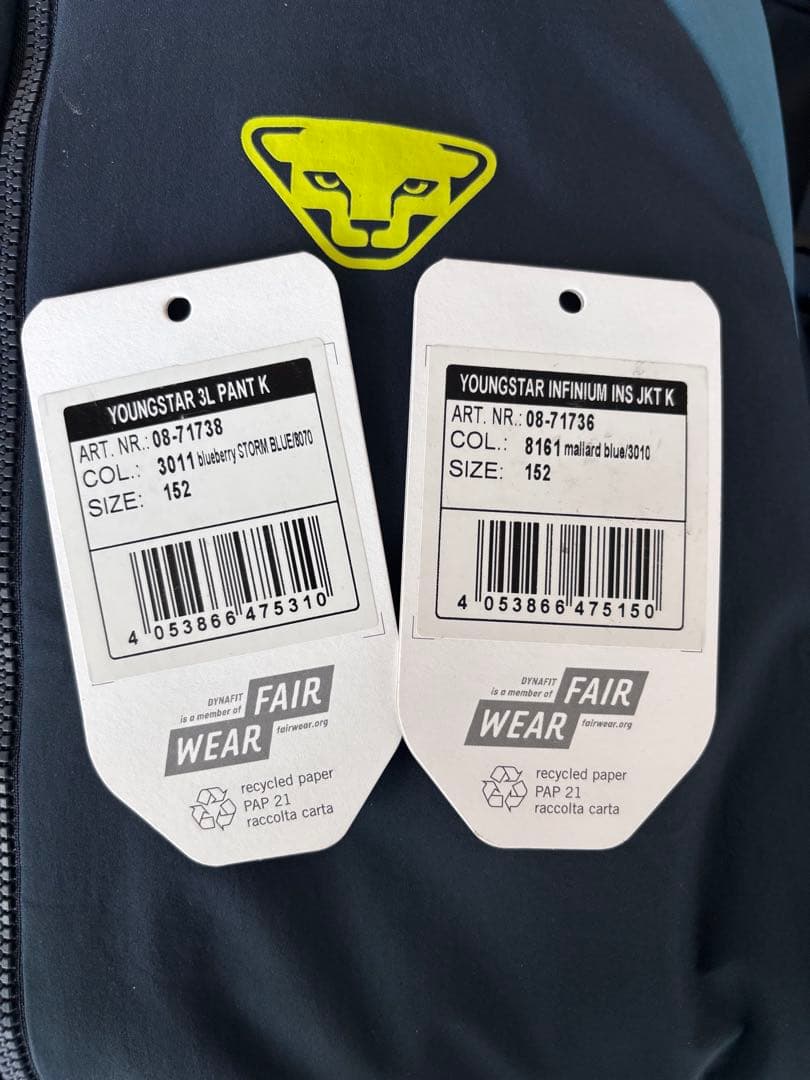 YOUNGSTAR 3L PANT K
ART. NR.: 08-71738
COL.: 3011 blueberry STORM BLUE/8070
SIZE: 152
4 053866 475310
DYNAFIT
is a member of
FAIR
WEAR
fairwear.org
recycled paper
PAP 21
raccolta carta
YOUNGSTAR INFINIUM INS JKT K
ART. NR.: 08-71736
COL.: 8161 mallard blue/3010
SIZE: 152
4 053866 475150
DYNAFIT
is a member of
FAIR
WEAR
fairwear.org
recycled paper
PAP 21
raccolta carta